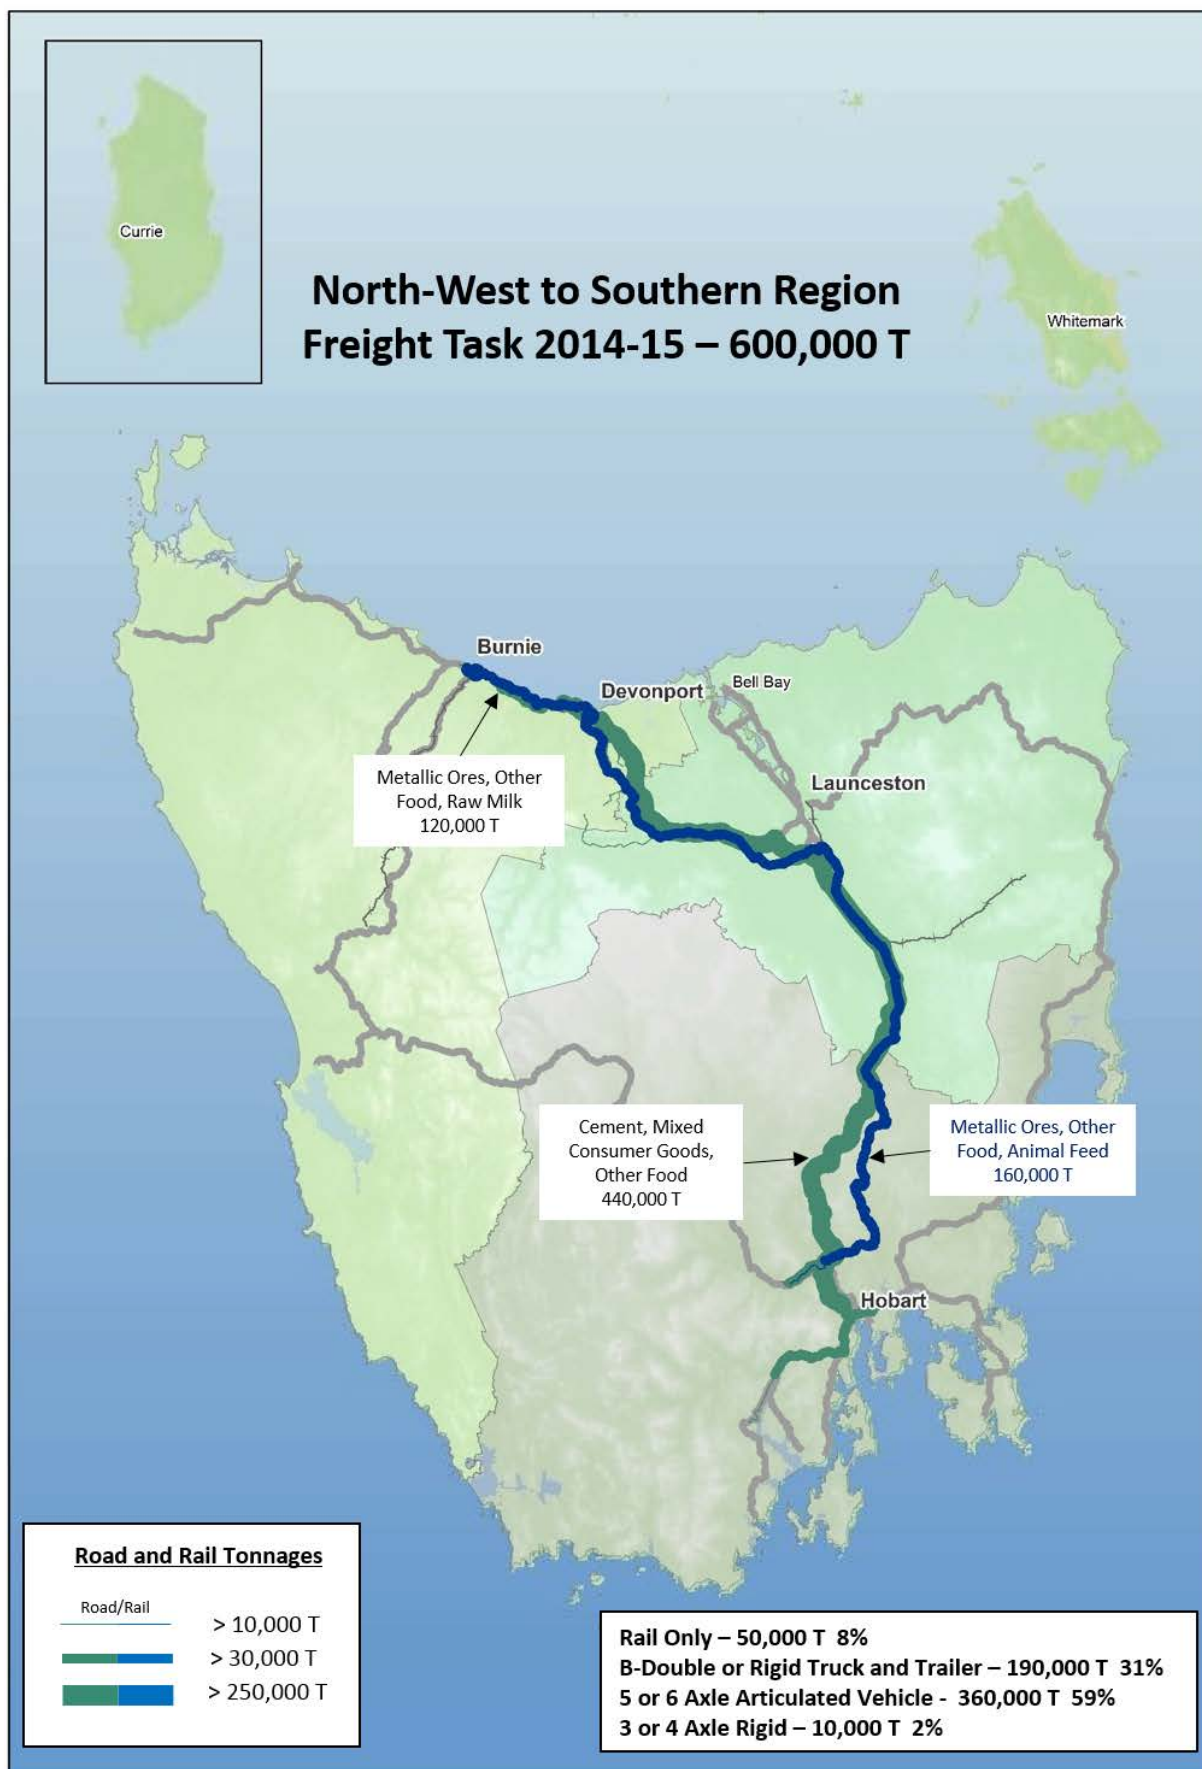 Currie
North-West to Southern Region
Freight Task 2014-15 – 600,000 T
Whitemark
Burnie
Devonport
Bell Bay
Launceston
Metallic Ores, Other
Food, Raw Milk
120,000 T
Cement, Mixed
Consumer Goods,
Other Food
440,000 T
Metallic Ores, Other
Food, Animal Feed
160,000 T
Hobart
Road and Rail Tonnages
Road/Rail
> 10,000 T
> 30,000 T
> 250,000 T
Rail Only – 50,000 T 8%
B-Double or Rigid Truck and Trailer – 190,000 T 31%
5 or 6 Axle Articulated Vehicle - 360,000 T 59%
3 or 4 Axle Rigid – 10,000 T 2%